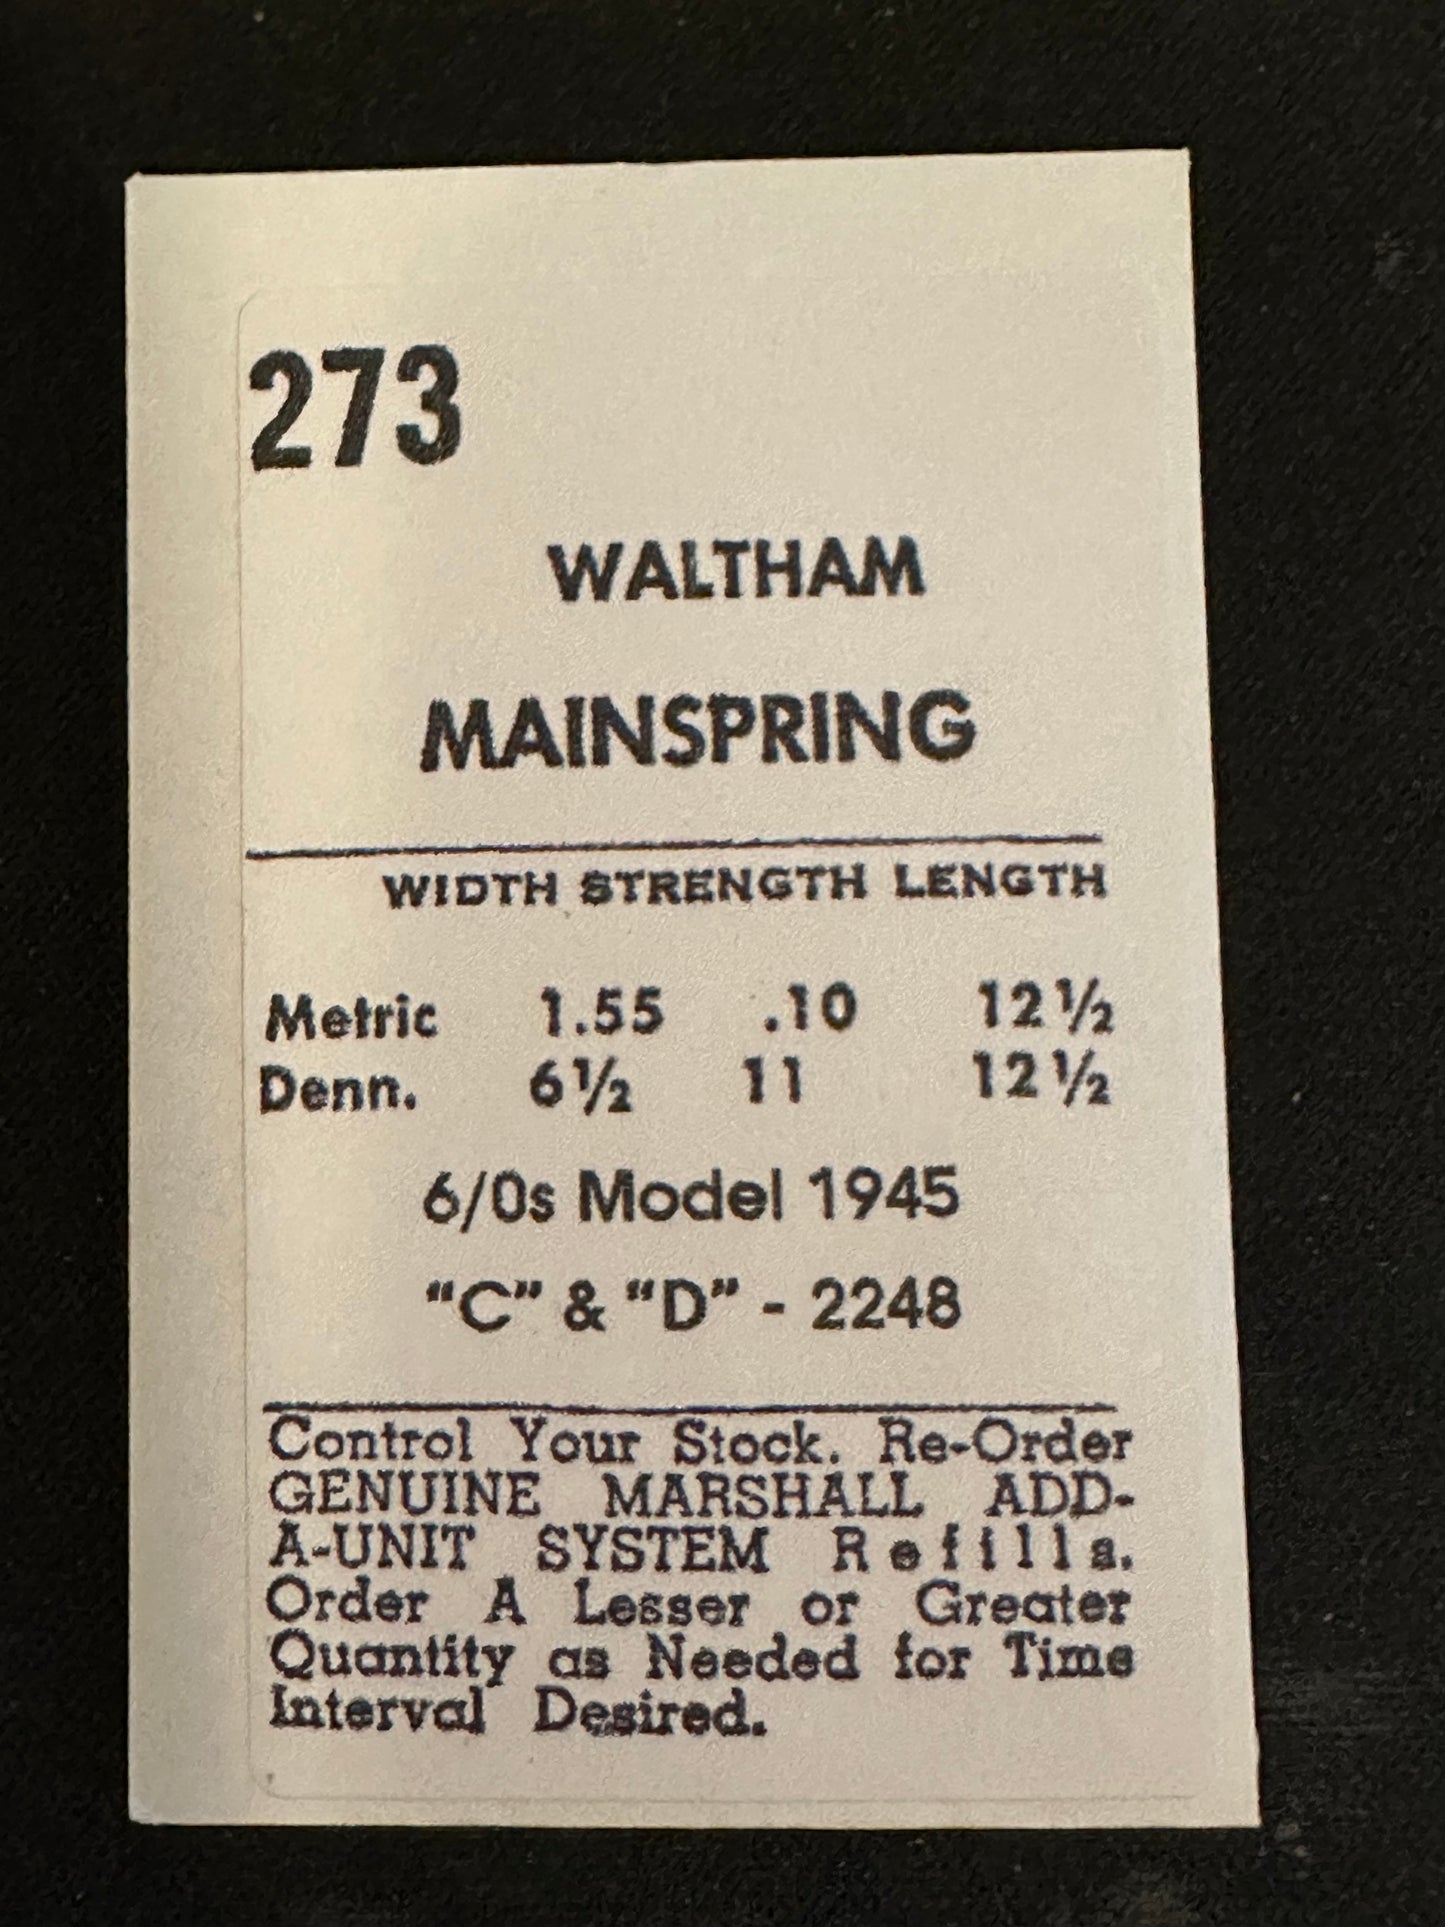 273
WALTHAM
MAINSPRING
WIDTH STRENGTH LENGTH
Metric 1.55 .10 12½
Denn. 6½ 11 12½
6/0s Model 1945
"C" & "D" - 2248
Control Your Stock. Re-Order
GENUINE MARSHALL ADD-
A-UNIT SYSTEM Refills.
Order A Lesser or Greater
Quantity as Needed for Time
Interval Desired.